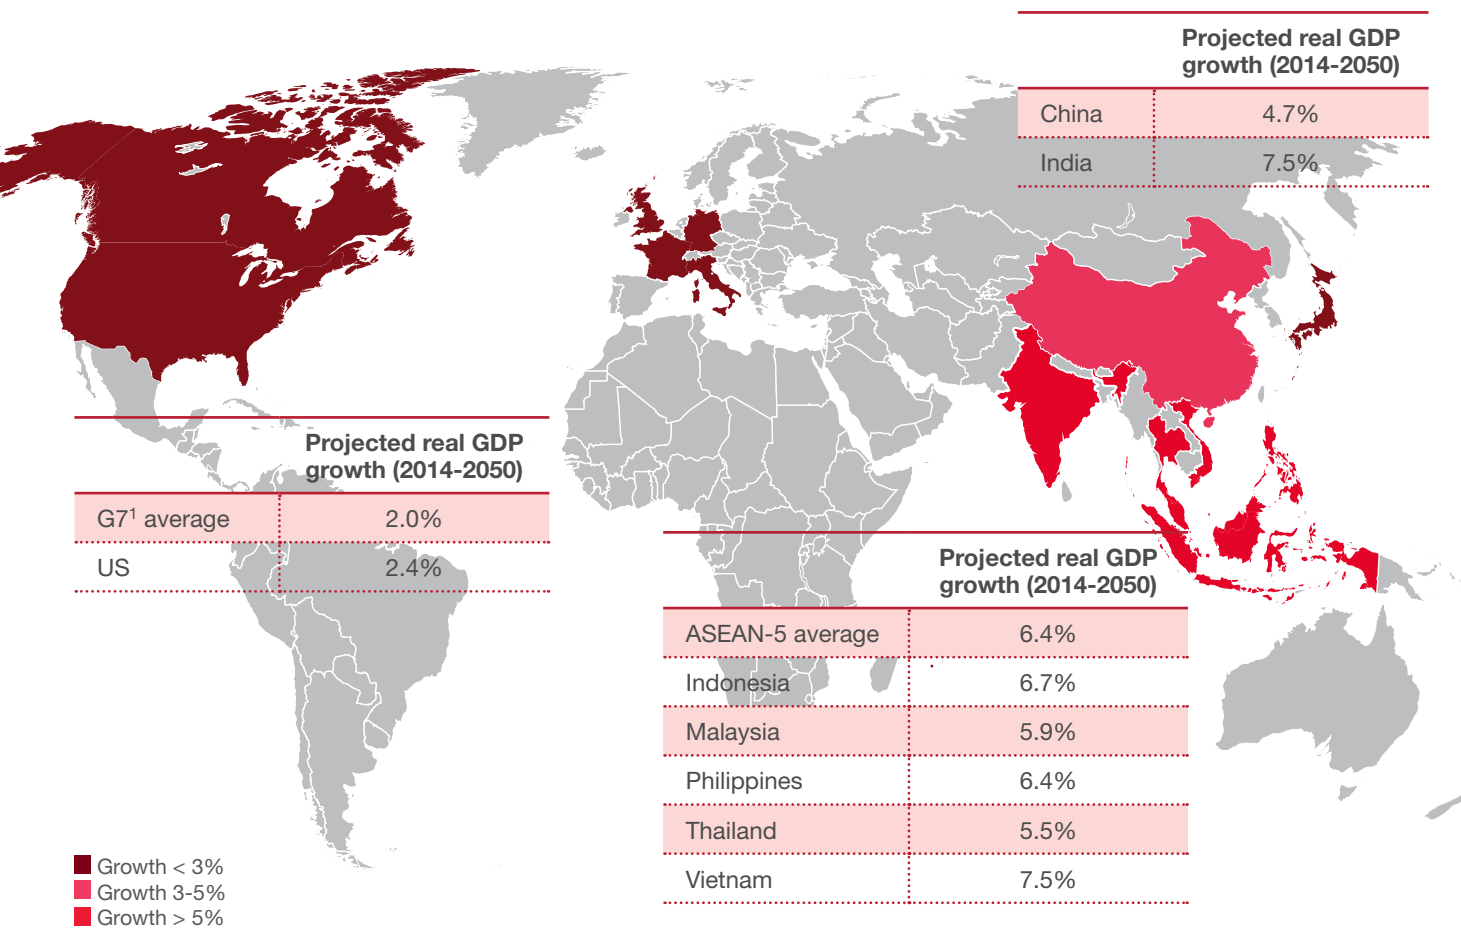 Projected real GDP
growth (2014-2050)
China 4.7%
India 7.5%
Projected real GDP
growth (2014-2050)
G7¹ average 2.0%
US 2.4%
Projected real GDP
growth (2014-2050)
ASEAN-5 average 6.4%
Indonesia 6.7%
Malaysia 5.9%
Philippines 6.4%
Thailand 5.5%
Vietnam 7.5%
Growth < 3%
Growth 3-5%
Growth > 5%